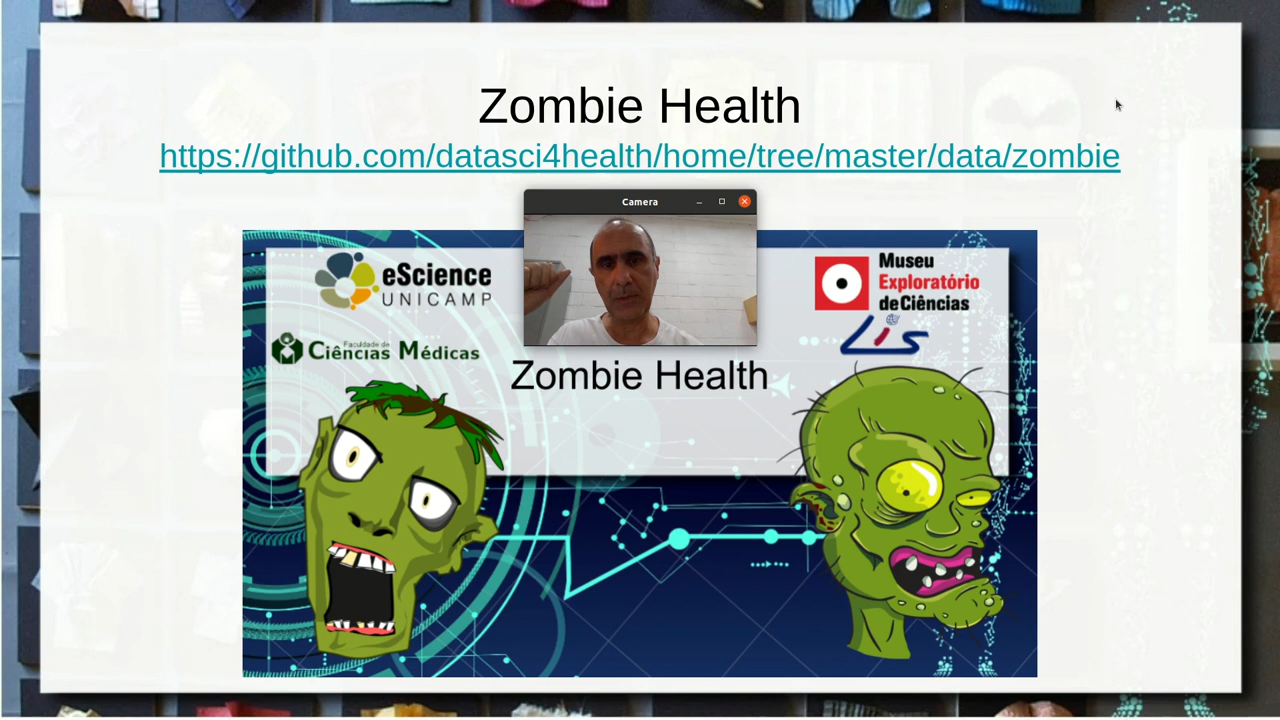 Zombie Health
https://github.com/datasci4health/home/tree/master/data/zombie
Camera
eScience
UNICAMP
Museu
Exploratório
de Ciências
Faculdade de
Ciências Médicas
Lis
Zombie Health